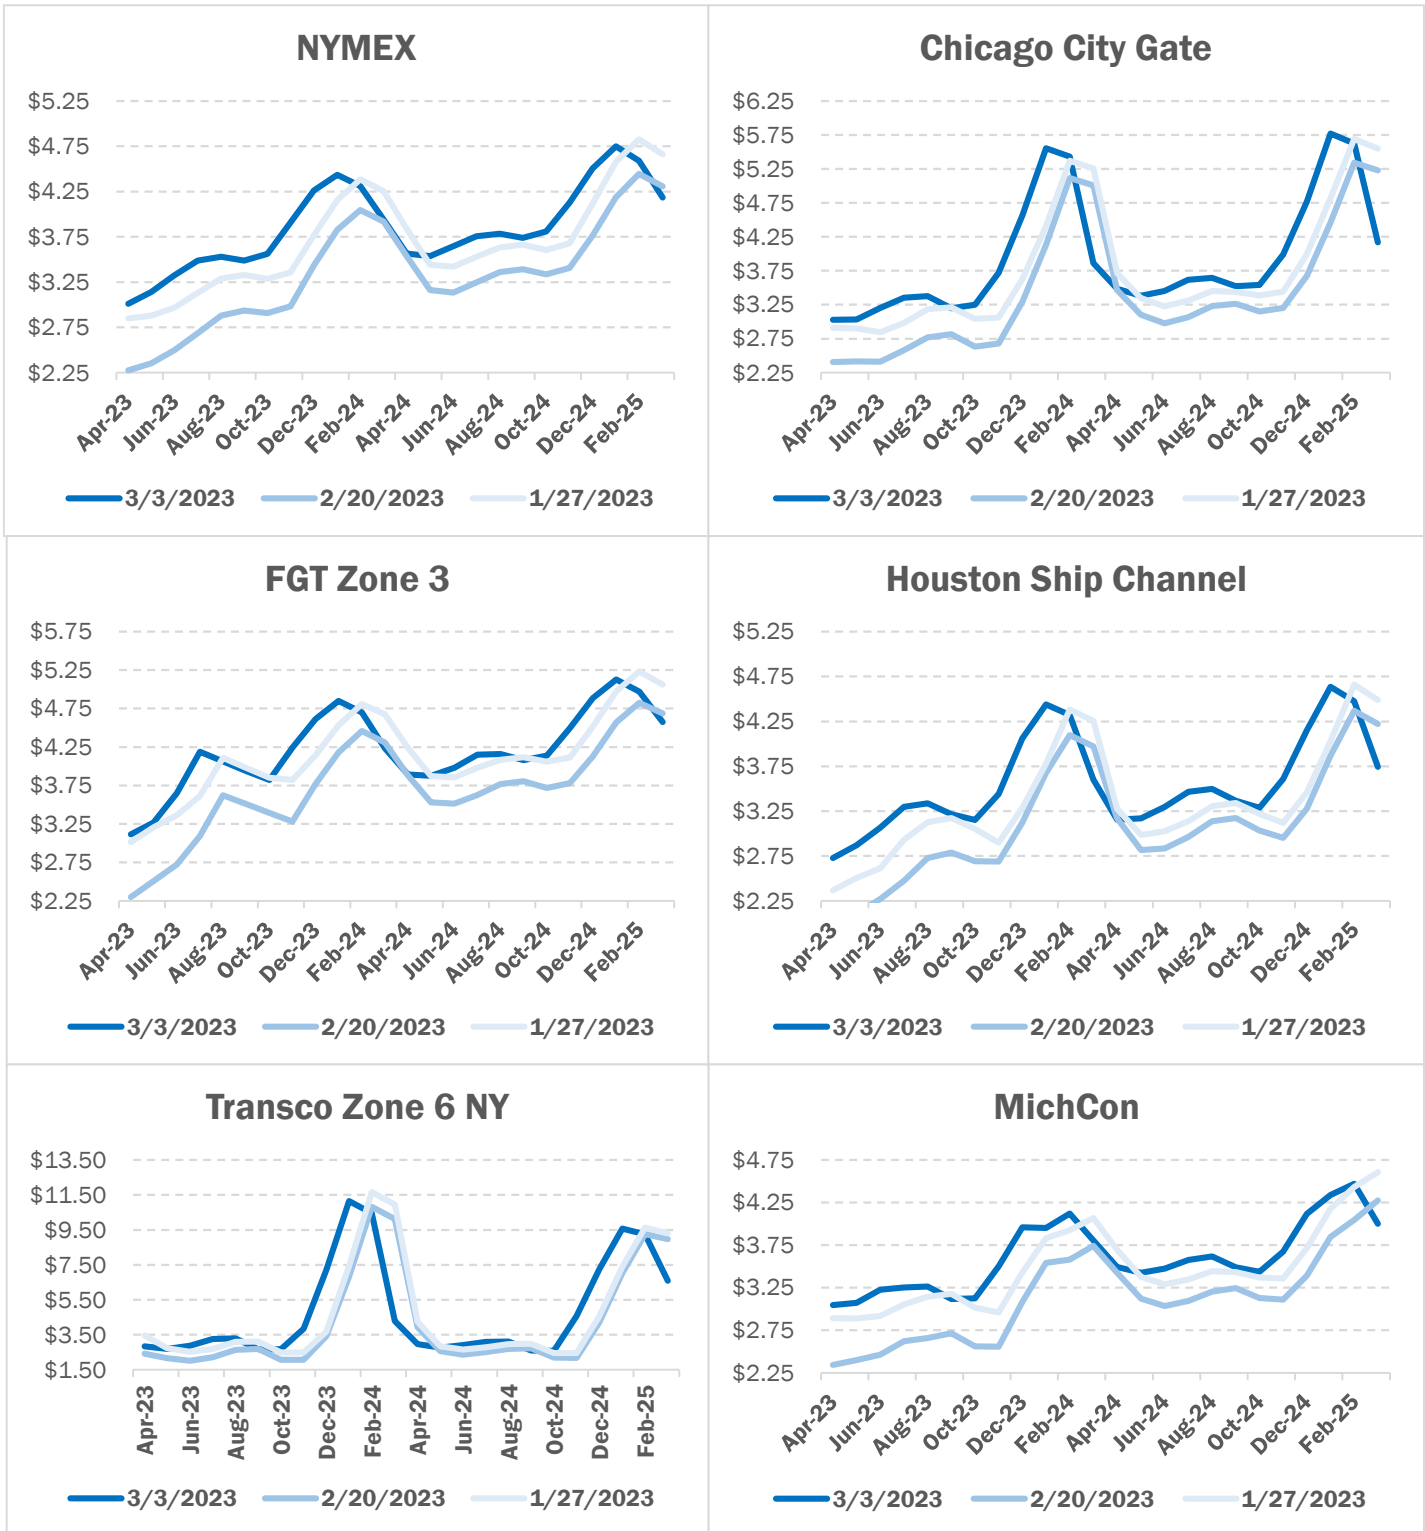 NYMEX
$5.25
$4.75
$4.25
$3.75
$3.25
$2.75
$2.25
Apr-23 Jun-23 Aug-23 Oct-23 Dec-23 Feb-24 Apr-24 Jun-24 Aug-24 Oct-24 Dec-24 Feb-25
3/3/2023 2/20/2023 1/27/2023
Chicago City Gate
$6.25
$5.75
$5.25
$4.75
$4.25
$3.75
$3.25
$2.75
$2.25
Apr-23 Jun-23 Aug-23 Oct-23 Dec-23 Feb-24 Apr-24 Jun-24 Aug-24 Oct-24 Dec-24 Feb-25
3/3/2023 2/20/2023 1/27/2023
FGT Zone 3
$5.75
$5.25
$4.75
$4.25
$3.75
$3.25
$2.75
$2.25
Apr-23 Jun-23 Aug-23 Oct-23 Dec-23 Feb-24 Apr-24 Jun-24 Aug-24 Oct-24 Dec-24 Feb-25
3/3/2023 2/20/2023 1/27/2023
Houston Ship Channel
$5.25
$4.75
$4.25
$3.75
$3.25
$2.75
$2.25
Apr-23 Jun-23 Aug-23 Oct-23 Dec-23 Feb-24 Apr-24 Jun-24 Aug-24 Oct-24 Dec-24 Feb-25
3/3/2023 2/20/2023 1/27/2023
Transco Zone 6 NY
$13.50
$11.50
$9.50
$7.50
$5.50
$3.50
$1.50
Apr-23 Jun-23 Aug-23 Oct-23 Dec-23 Feb-24 Apr-24 Jun-24 Aug-24 Oct-24 Dec-24 Feb-25
3/3/2023 2/20/2023 1/27/2023
MichCon
$4.75
$4.25
$3.75
$3.25
$2.75
$2.25
Apr-23 Jun-23 Aug-23 Oct-23 Dec-23 Feb-24 Apr-24 Jun-24 Aug-24 Oct-24 Dec-24 Feb-25
3/3/2023 2/20/2023 1/27/2023